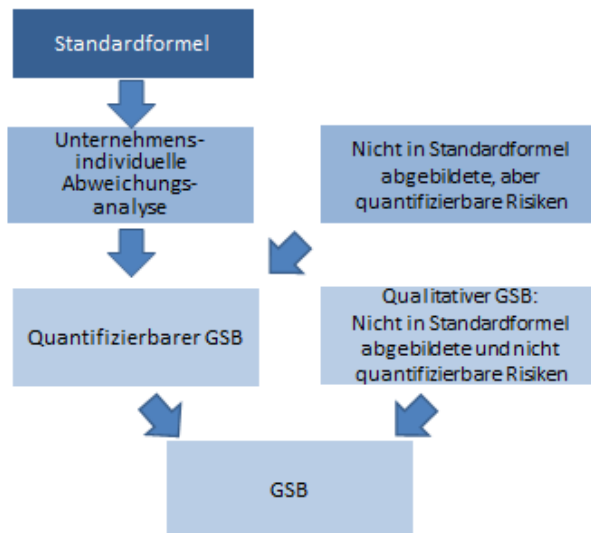 Standardformel
Unternehmens-
individuelle
Abweichungs-
analyse
Nicht in Standardformel
abgebildete, aber
quantifizierbare Risiken
Quantifizierbarer GSB
Qualitativer GSB:
Nicht in Standardformel
abgebildete und nicht
quantifizierbare Risiken
GSB